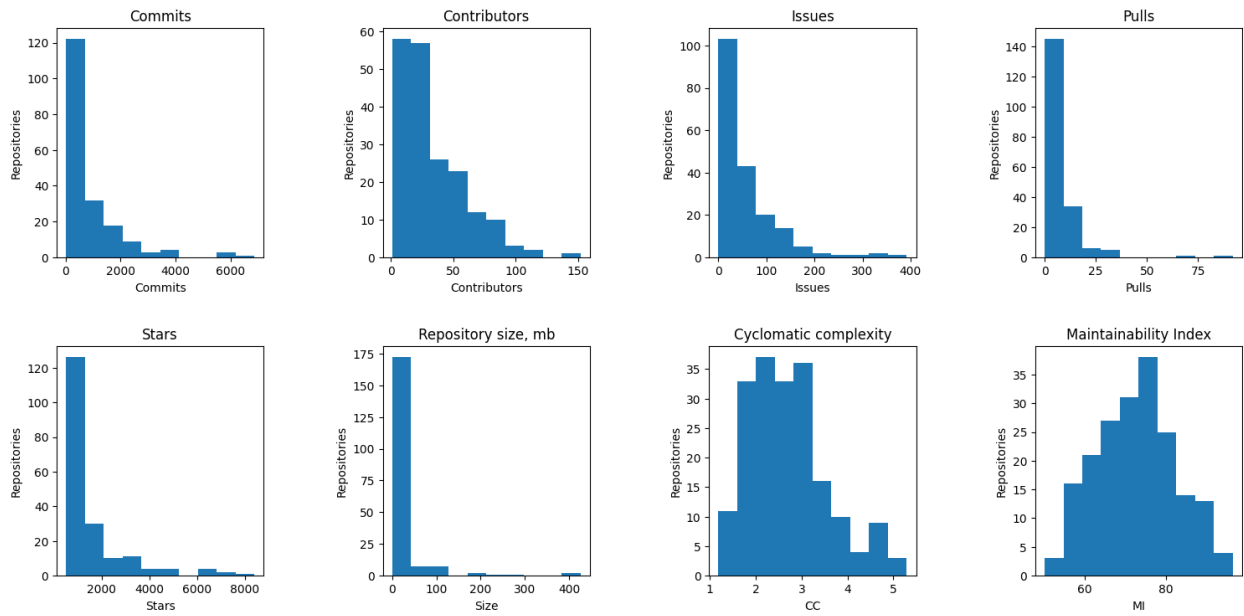 Commits
Contributors
Issues
Pulls
120
100
80
60
40
20
0
Repositories
0 2000 4000 6000
Commits
60
50
40
30
20
10
0
Repositories
0 50 100 150
Contributors
100
80
60
40
20
0
Repositories
0 100 200 300 400
Issues
140
120
100
80
60
40
20
0
Repositories
0 25 50 75
Pulls
Stars
Repository size, mb
Cyclomatic complexity
Maintainability Index
120
100
80
60
40
20
0
Repositories
2000 4000 6000 8000
Stars
175
150
125
100
75
50
25
0
Repositories
0 100 200 300 400
Size
35
30
25
20
15
10
5
0
Repositories
1 2 3 4 5
CC
35
30
25
20
15
10
5
0
Repositories
60 80
MI